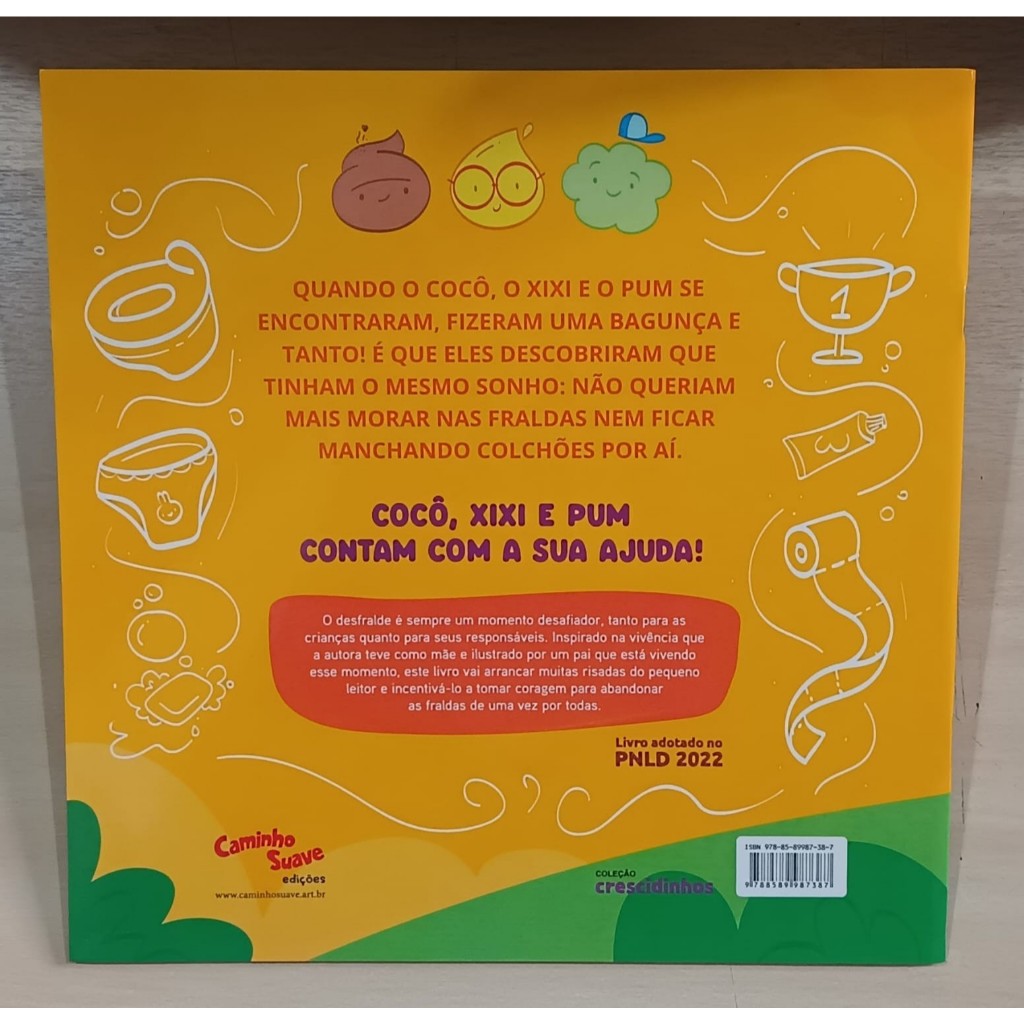 1
QUANDO O COCÔ, O XIXI E O PUM SE
ENCONTRARAM, FIZERAM UMA BAGUNÇA E
TANTO! É QUE ELES DESCOBRIRAM QUE
TINHAM O MESMO SONHO: NÃO QUERIAM
MAIS MORAR NAS FRALDAS NEM FICAR
MANCHANDO COLCHÕES POR AÍ.
COCÔ, XIXI E PUM
CONTAM COM A SUA AJUDA!
O desfralde é sempre um momento desafiador, tanto para as
crianças quanto para seus responsáveis. Inspirado na vivência que
a autora teve como mãe e ilustrado por um pai que está vivendo
esse momento, este livro vai arrancar muitas risadas do pequeno
leitor e incentivá-lo a tomar coragem para abandonar
as fraldas de uma vez por todas.
Livro adotado no
PNLD 2022
Caminho
Suave
edições
www.caminhosuave.art.br
COLEÇÃO
crescidinhos
ISBN 978-85-89987-38-7
9 788589 987387